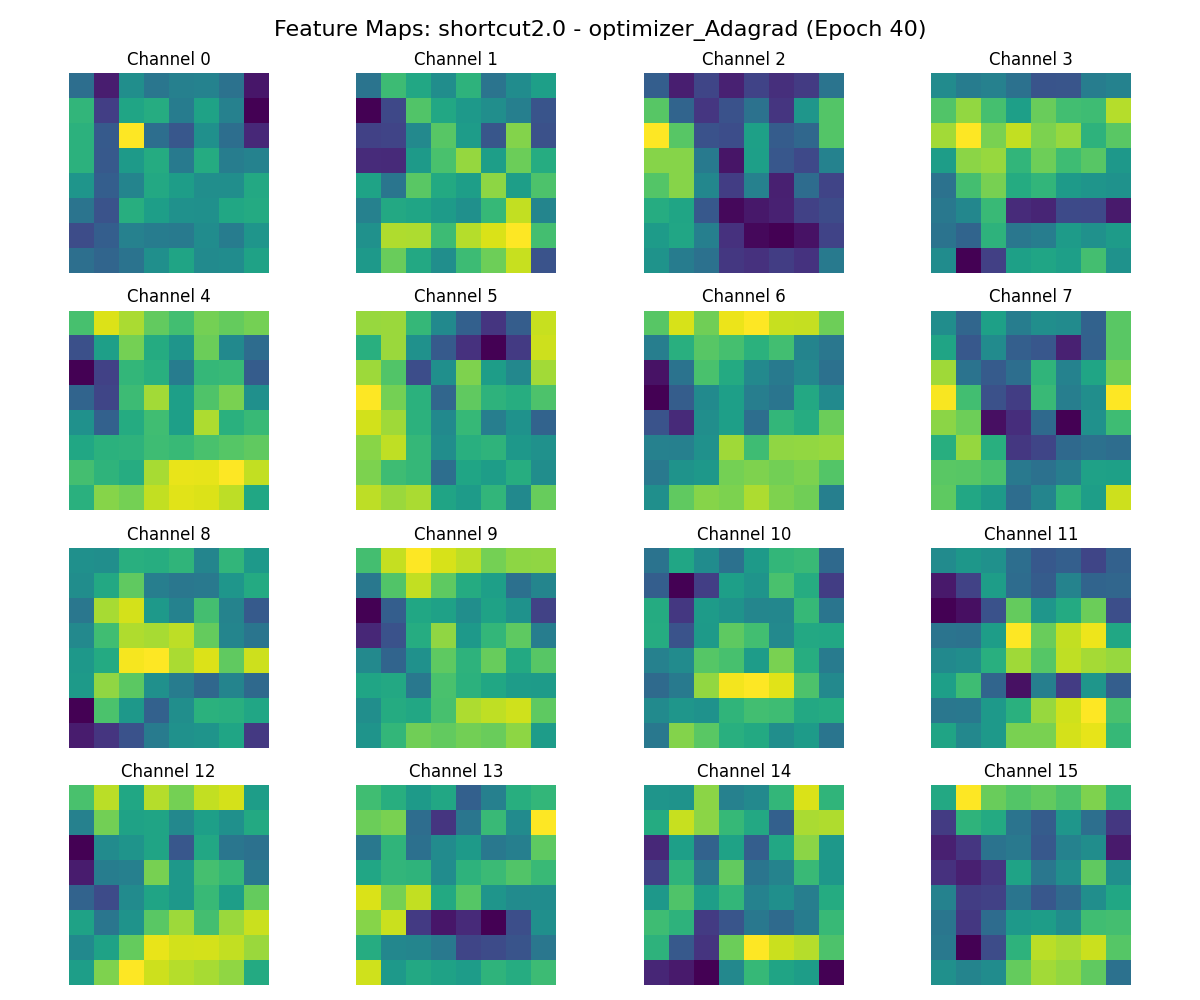 Feature Maps: shortcut2.0 - optimizer_Adagrad (Epoch 40)
Channel 0
Channel 1
Channel 2
Channel 3
Channel 4
Channel 5
Channel 6
Channel 7
Channel 8
Channel 9
Channel 10
Channel 11
Channel 12
Channel 13
Channel 14
Channel 15